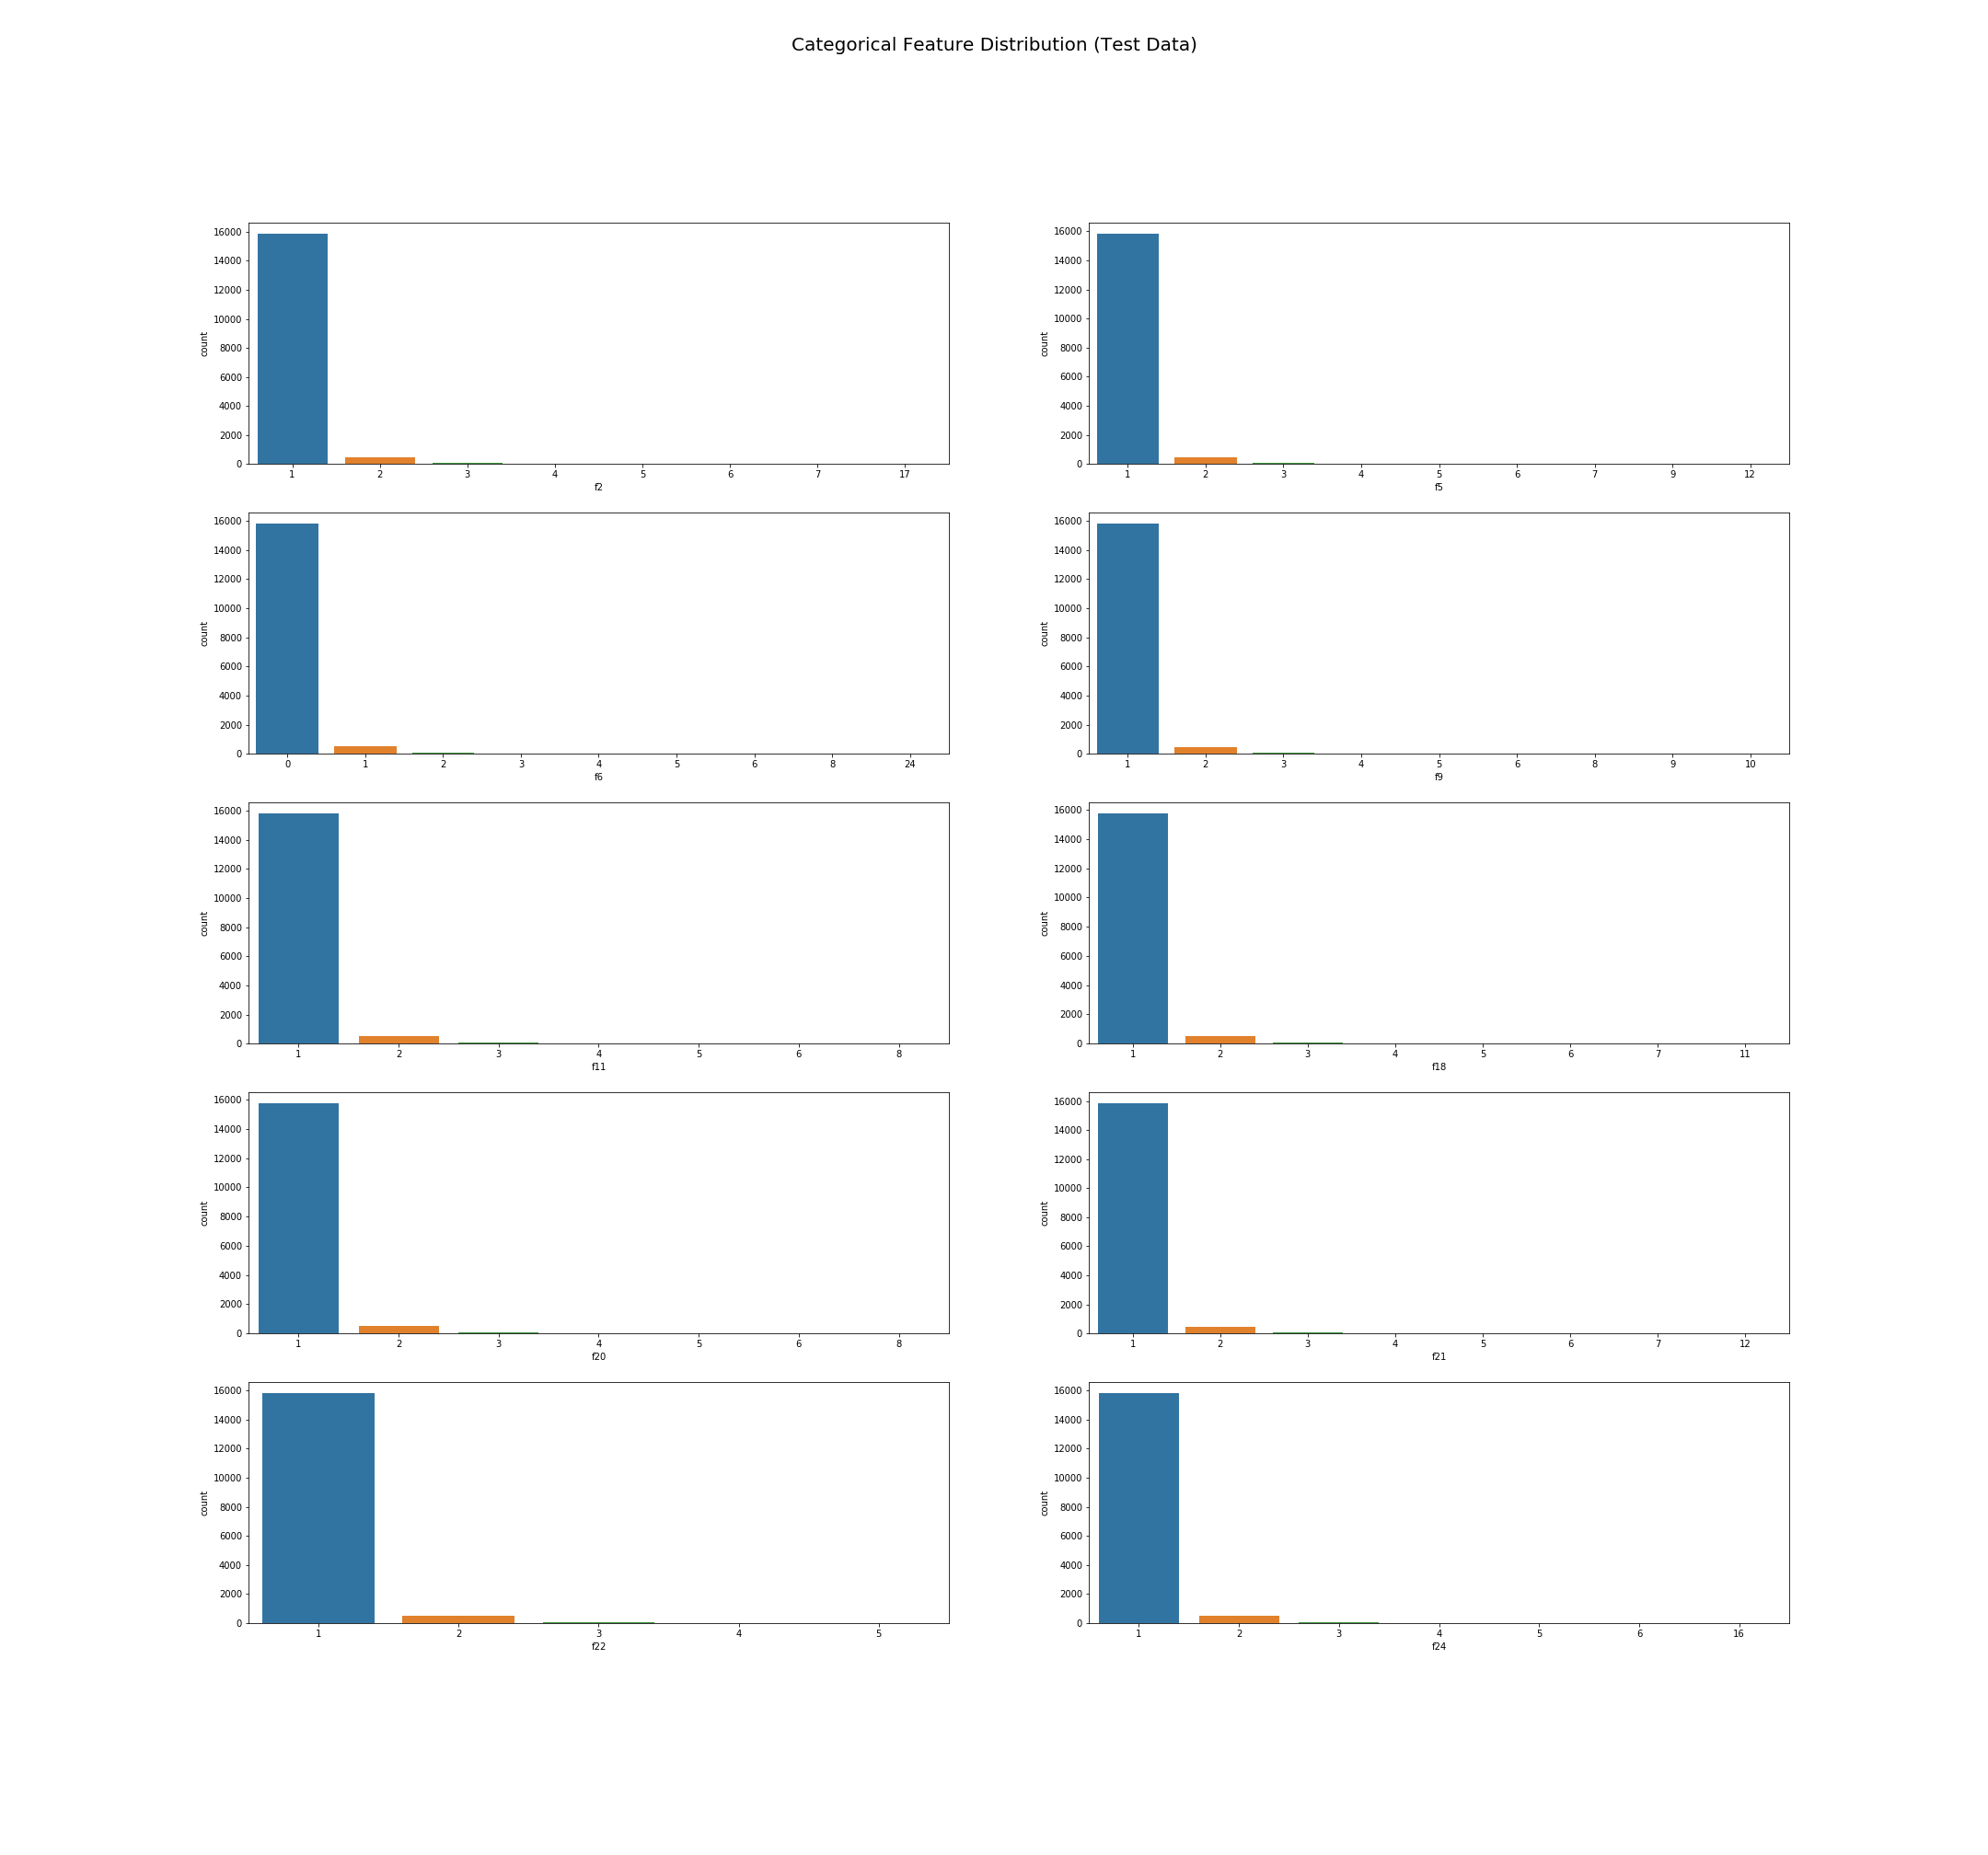 Categorical Feature Distribution (Test Data)
16000
14000
12000
10000
8000
6000
4000
2000
0
count
1 2 3 4 5 6 7 17
f2
16000
14000
12000
10000
8000
6000
4000
2000
0
count
1 2 3 4 5 6 7 9 12
f5
16000
14000
12000
10000
8000
6000
4000
2000
0
count
0 1 2 3 4 5 6 8 24
f6
16000
14000
12000
10000
8000
6000
4000
2000
0
count
1 2 3 4 5 6 8 9 10
f9
16000
14000
12000
10000
8000
6000
4000
2000
0
count
1 2 3 4 5 6 8
f11
16000
14000
12000
10000
8000
6000
4000
2000
0
count
1 2 3 4 5 6 7 11
f18
16000
14000
12000
10000
8000
6000
4000
2000
0
count
1 2 3 4 5 6 8
f20
16000
14000
12000
10000
8000
6000
4000
2000
0
count
1 2 3 4 5 6 7 12
f21
16000
14000
12000
10000
8000
6000
4000
2000
0
count
1 2 3 4 5
f22
16000
14000
12000
10000
8000
6000
4000
2000
0
count
1 2 3 4 5 6 16
f24